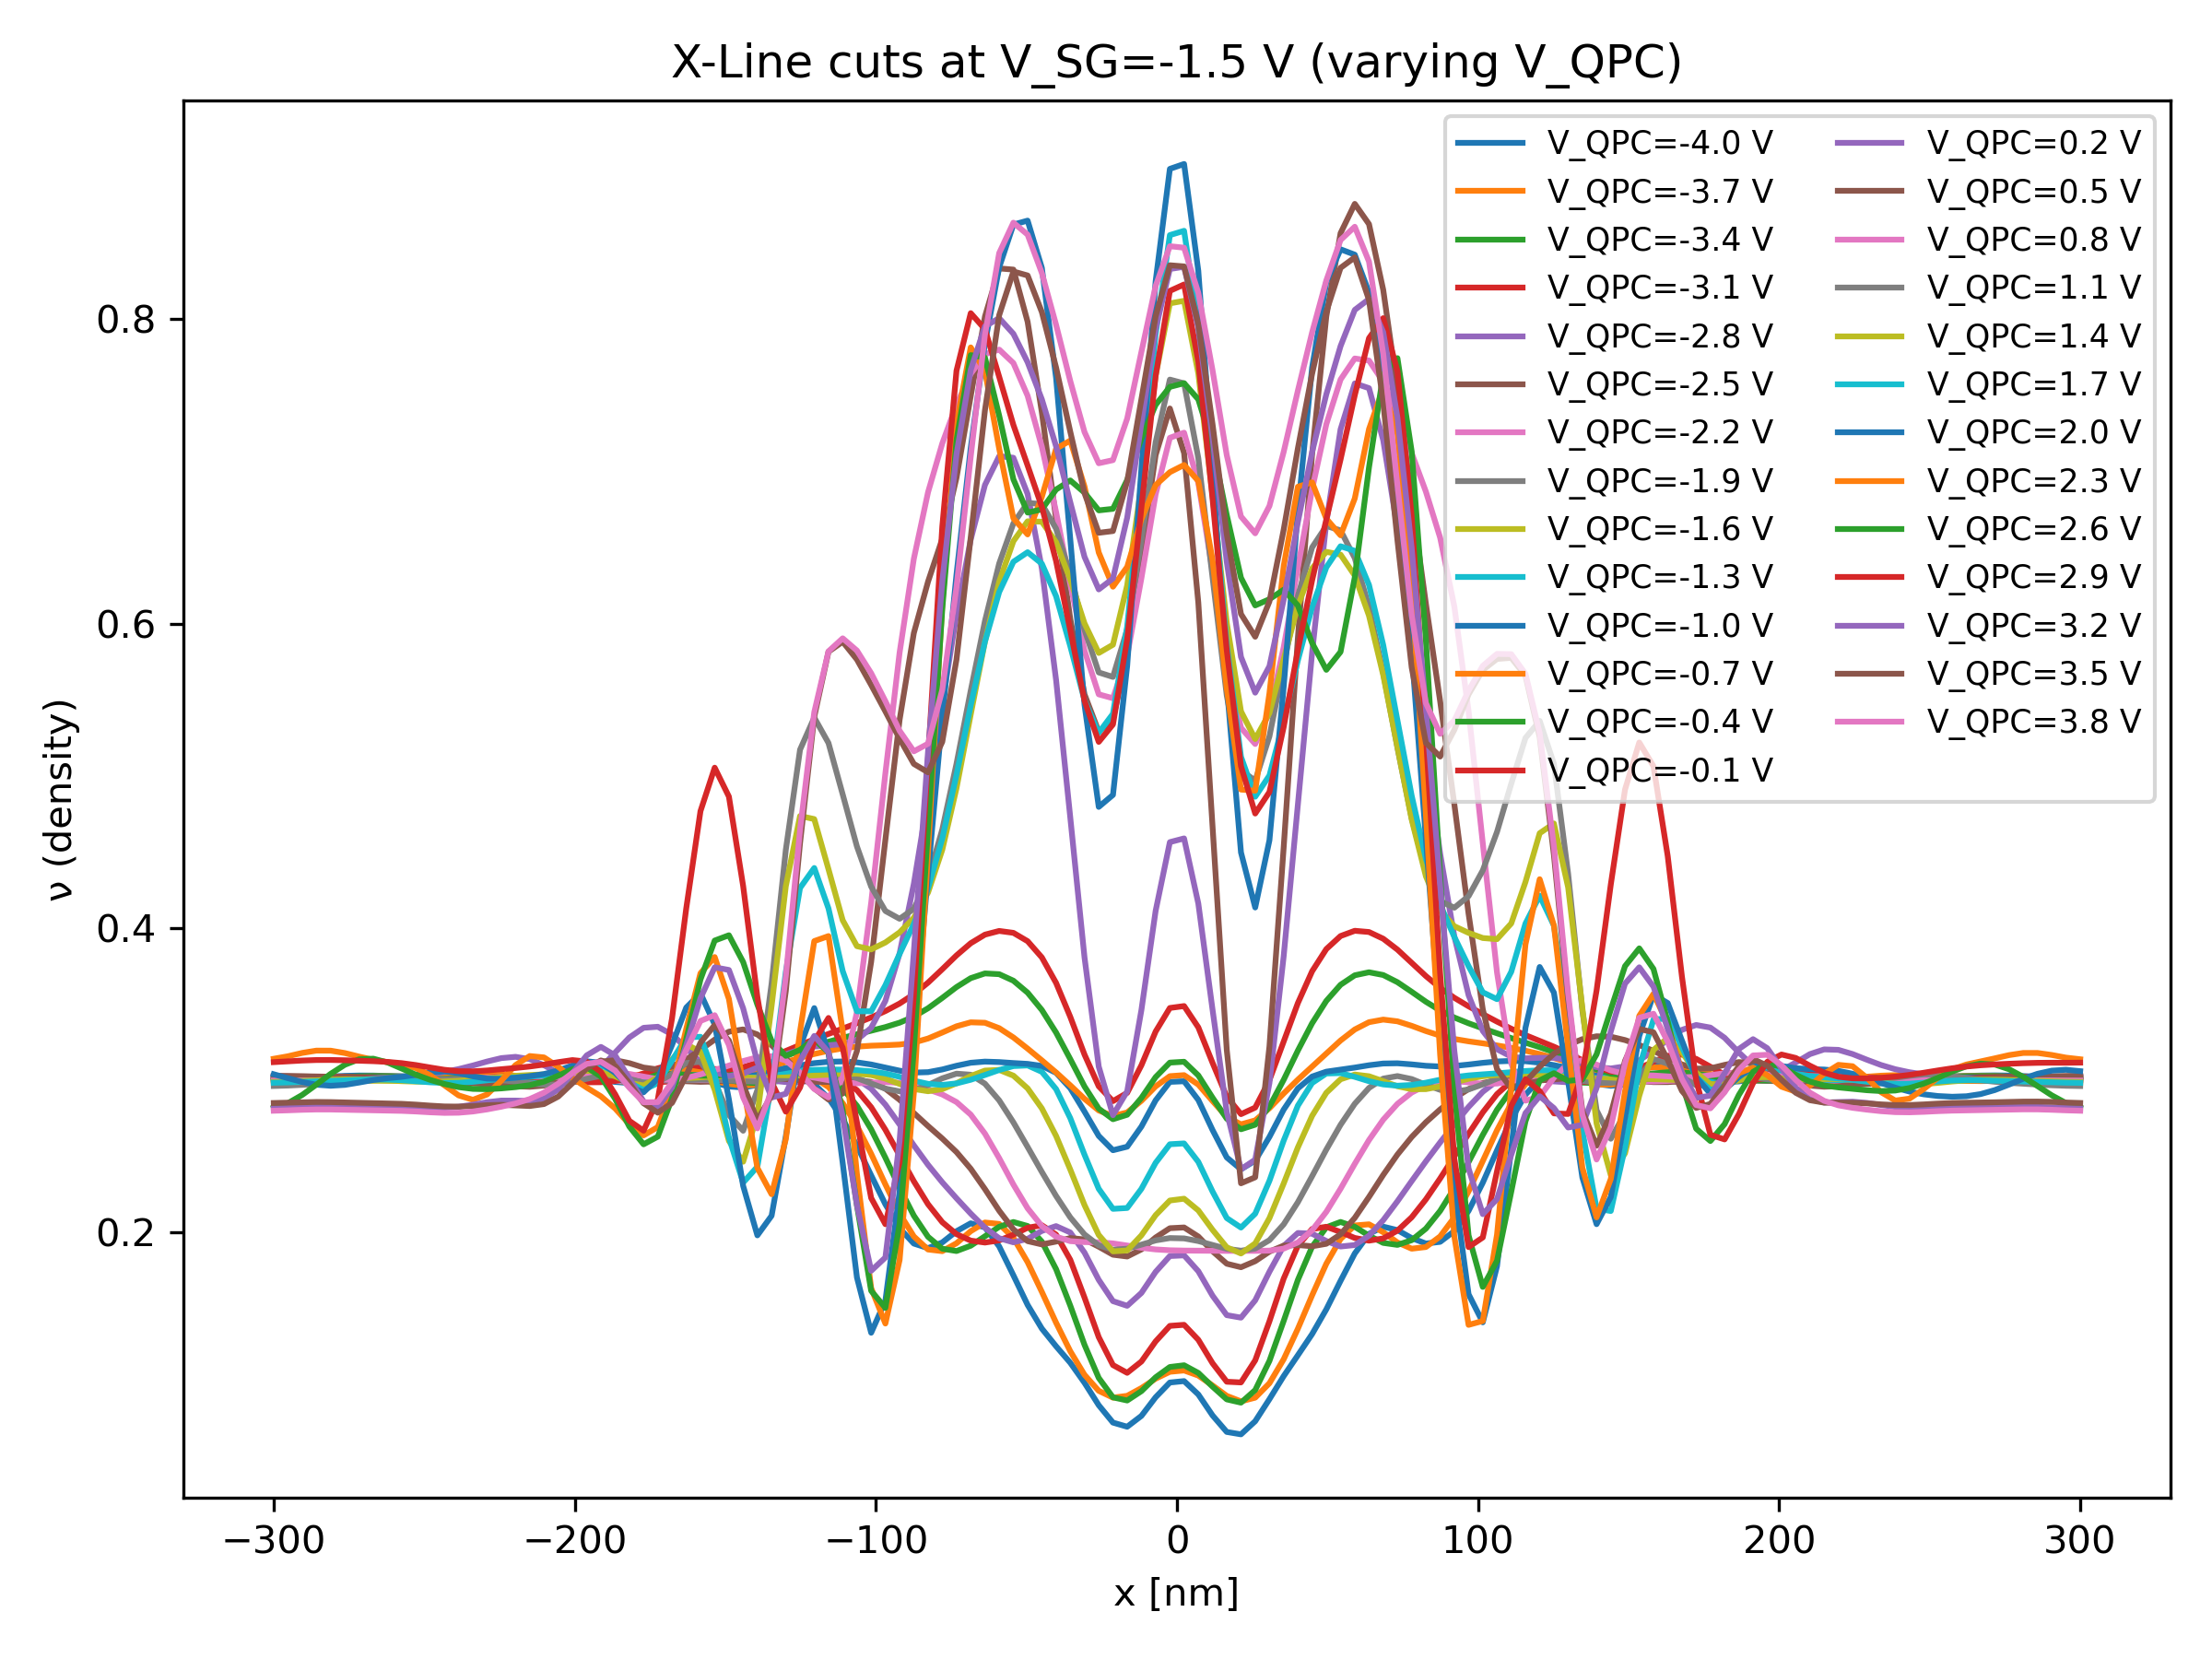 X-Line cuts at V_SG=-1.5 V (varying V_QPC)
ν (density)
0.8
0.6
0.4
0.2
V_QPC=-4.0 V
V_QPC=-3.7 V
V_QPC=-3.4 V
V_QPC=-3.1 V
V_QPC=-2.8 V
V_QPC=-2.5 V
V_QPC=-2.2 V
V_QPC=-1.9 V
V_QPC=-1.6 V
V_QPC=-1.3 V
V_QPC=-1.0 V
V_QPC=-0.7 V
V_QPC=-0.4 V
V_QPC=-0.1 V
V_QPC=0.2 V
V_QPC=0.5 V
V_QPC=0.8 V
V_QPC=1.1 V
V_QPC=1.4 V
V_QPC=1.7 V
V_QPC=2.0 V
V_QPC=2.3 V
V_QPC=2.6 V
V_QPC=2.9 V
V_QPC=3.2 V
V_QPC=3.5 V
V_QPC=3.8 V
−300 −200 −100 0 100 200 300
x [nm]